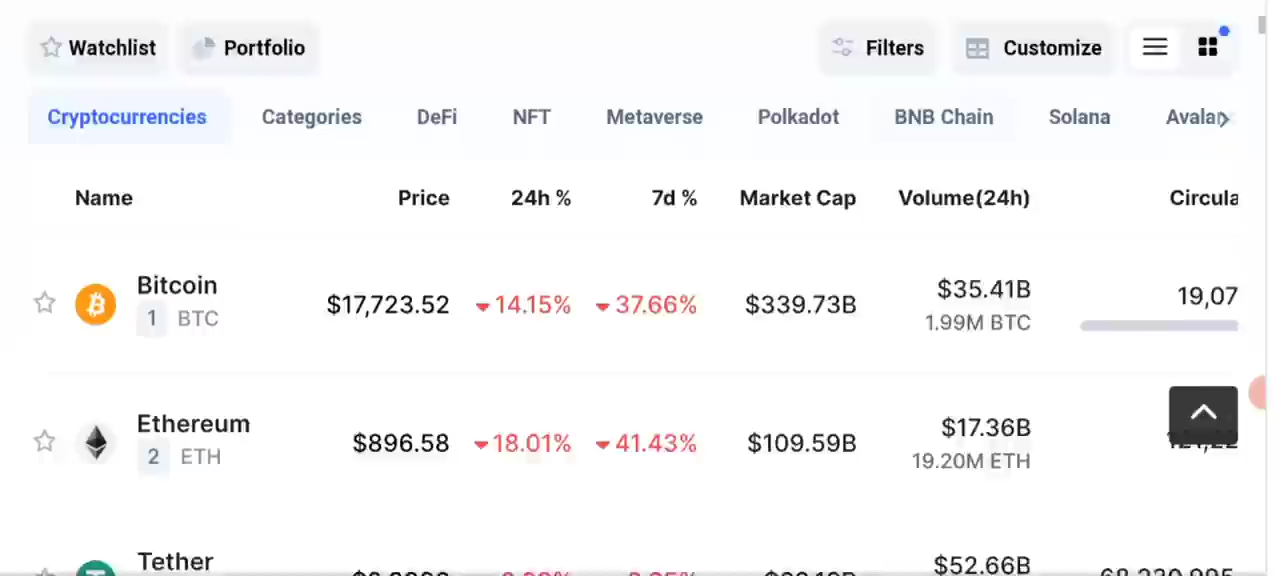 Watchlist Portfolio Filters Customize
Cryptocurrencies Categories DeFi NFT Metaverse Polkadot BNB Chain Solana
Name Price 24h % 7d % Market Cap Volume(24h) Circula
Bitcoin
1 BTC
$17,723.52 14.15% 37.66% $339.73B
$35.41B
1.99M BTC
19,07
Ethereum
2 ETH
$896.58 18.01% 41.43% $109.59B
$17.36B
19.20M ETH
Tether
$52.66B